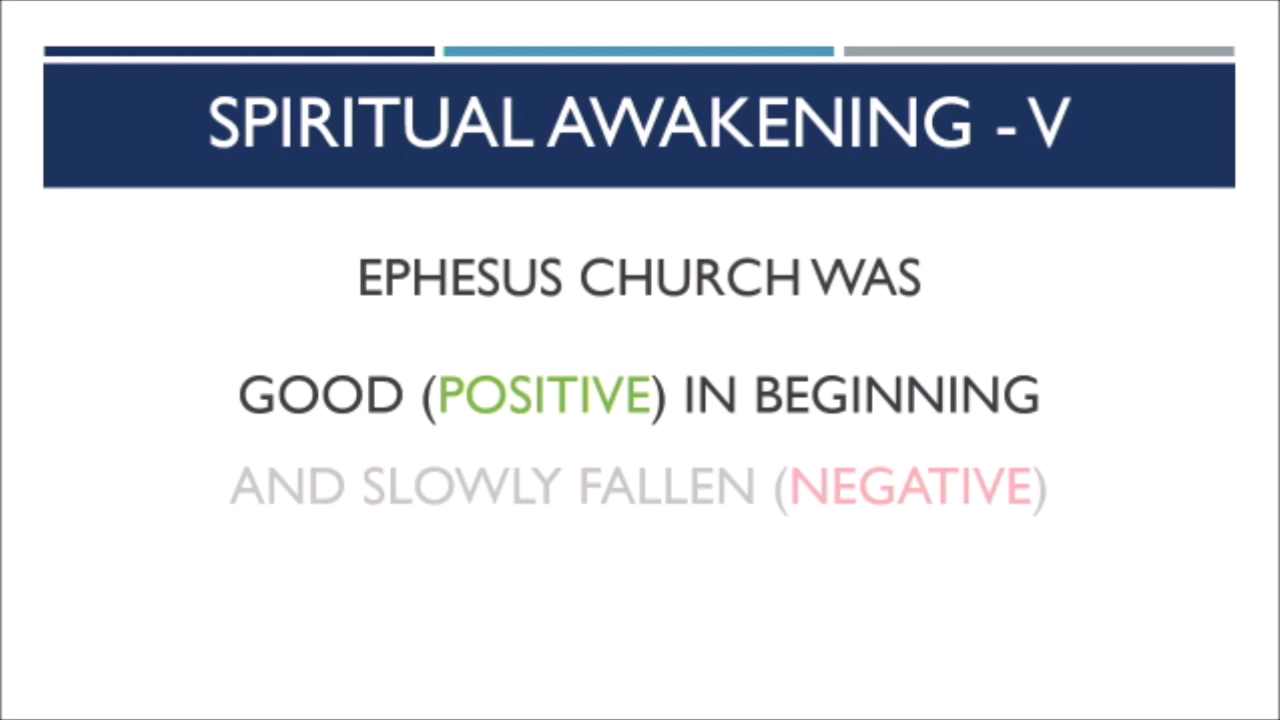 SPIRITUAL AWAKENING - V
EPHESUS CHURCH WAS
GOOD (POSITIVE) IN BEGINNING
AND SLOWLY FALLEN (NEGATIVE)